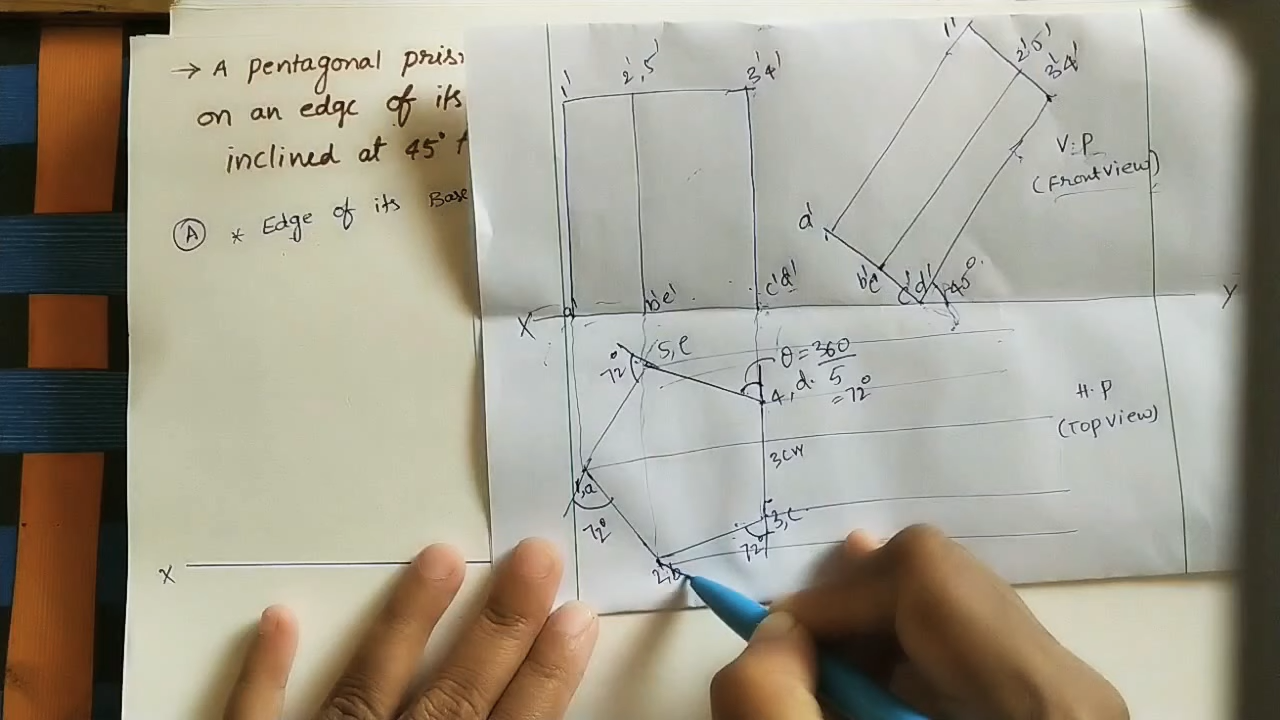 → A pentagonal pris
on an edge of its
inclined at 45°
A * Edge of its Base
1' 2',5' 3'4'
1' 2'5' 3'4'
V.P
(Front View)
a' b'e' c'd'
a' b'e' c'd' 45°
X Y
72° 5,e
θ = 360/5
= 72°
4,d
H.P
(Top View)
3cm
1,a
72°
3,c
72°
2,b
X